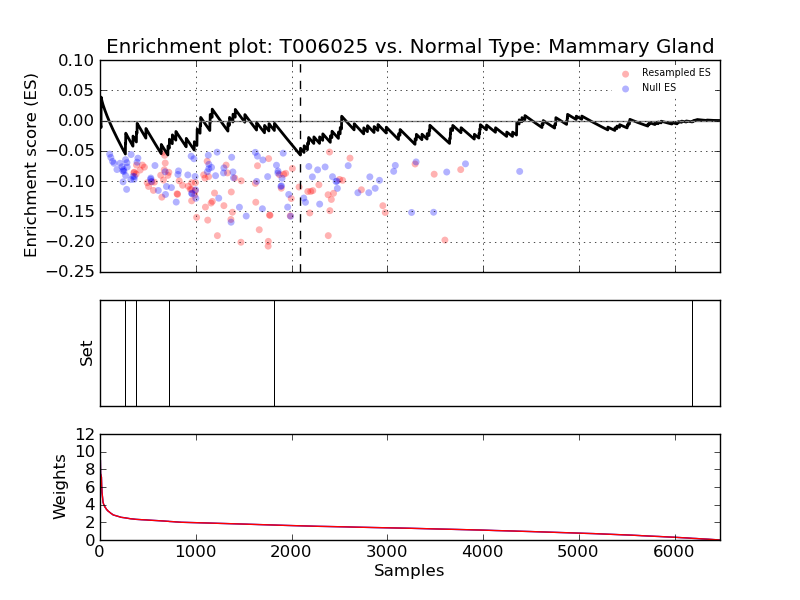 Enrichment plot: T006025 vs. Normal Type: Mammary Gland
Enrichment score (ES)
0.10
0.05
0.00
−0.05
−0.10
−0.15
−0.20
−0.25
Resampled ES
Null ES
Set
Weights
12
10
8
6
4
2
0
0 1000 2000 3000 4000 5000 6000
Samples